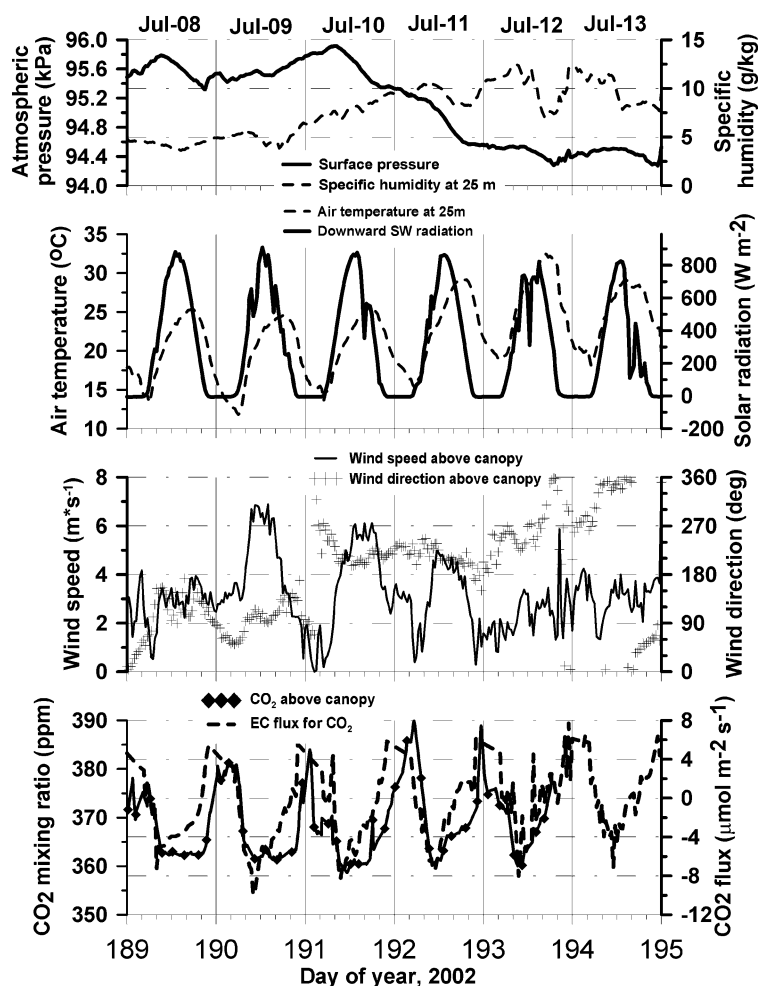 Jul-08 Jul-09 Jul-10 Jul-11 Jul-12 Jul-13
Atmospheric
pressure (kPa)
96.0
95.6
95.2
94.8
94.4
94.0
Surface pressure
Specific humidity at 25 m
15
10
5
0
Specific
humidity (g/kg)
Air temperature (ºC)
35
30
25
20
15
10
Air temperature at 25m
Downward SW radiation
800
600
400
200
0
-200
Solar radiation (W m-2)
Wind speed (m*s-1)
8
6
4
2
0
Wind speed above canopy
Wind direction above canopy
360
270
180
90
0
Wind direction (deg)
CO2 mixing ratio (ppm)
390
380
370
360
350
CO2 above canopy
EC flux for CO2
8
4
0
-4
-8
-12
CO2 flux (μmol m-2 s-1)
189 190 191 192 193 194 195
Day of year, 2002